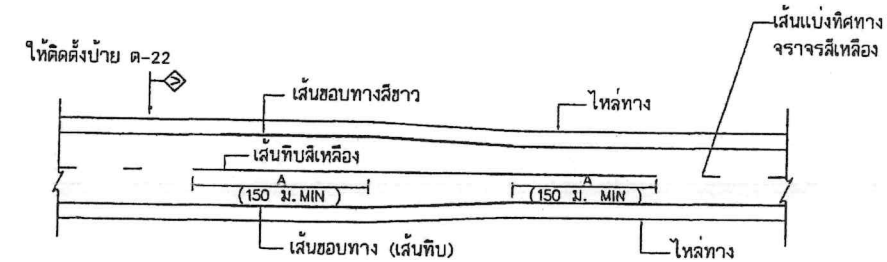 เส้นแบ่งทิศทาง
จราจรสีเหลือง
ให้ติดตั้งป้าย ต-22
เส้นขอบทางสีขาว
ไหล่ทาง
เส้นทึบสีเหลือง
A
(150 ม. MIN )
A
(150 ม. MIN )
เส้นขอบทาง (เส้นทึบ)
ไหล่ทาง